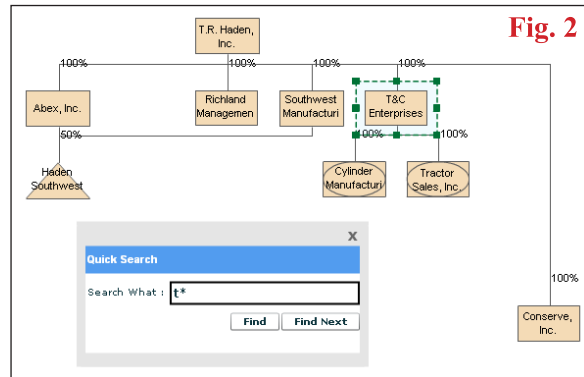 Fig. 2
T.R. Haden,
Inc.
100%
100%
100%
100%
Abex, Inc.
Richland
Managemen
Southwest
Manufacturi
T&C
Enterprises
50%
100%
100%
Haden
Southwest
Cylinder
Manufacturi
Tractor
Sales, Inc.
x
Quick Search
Search What : t*
Find Find Next
100%
Conserve,
Inc.